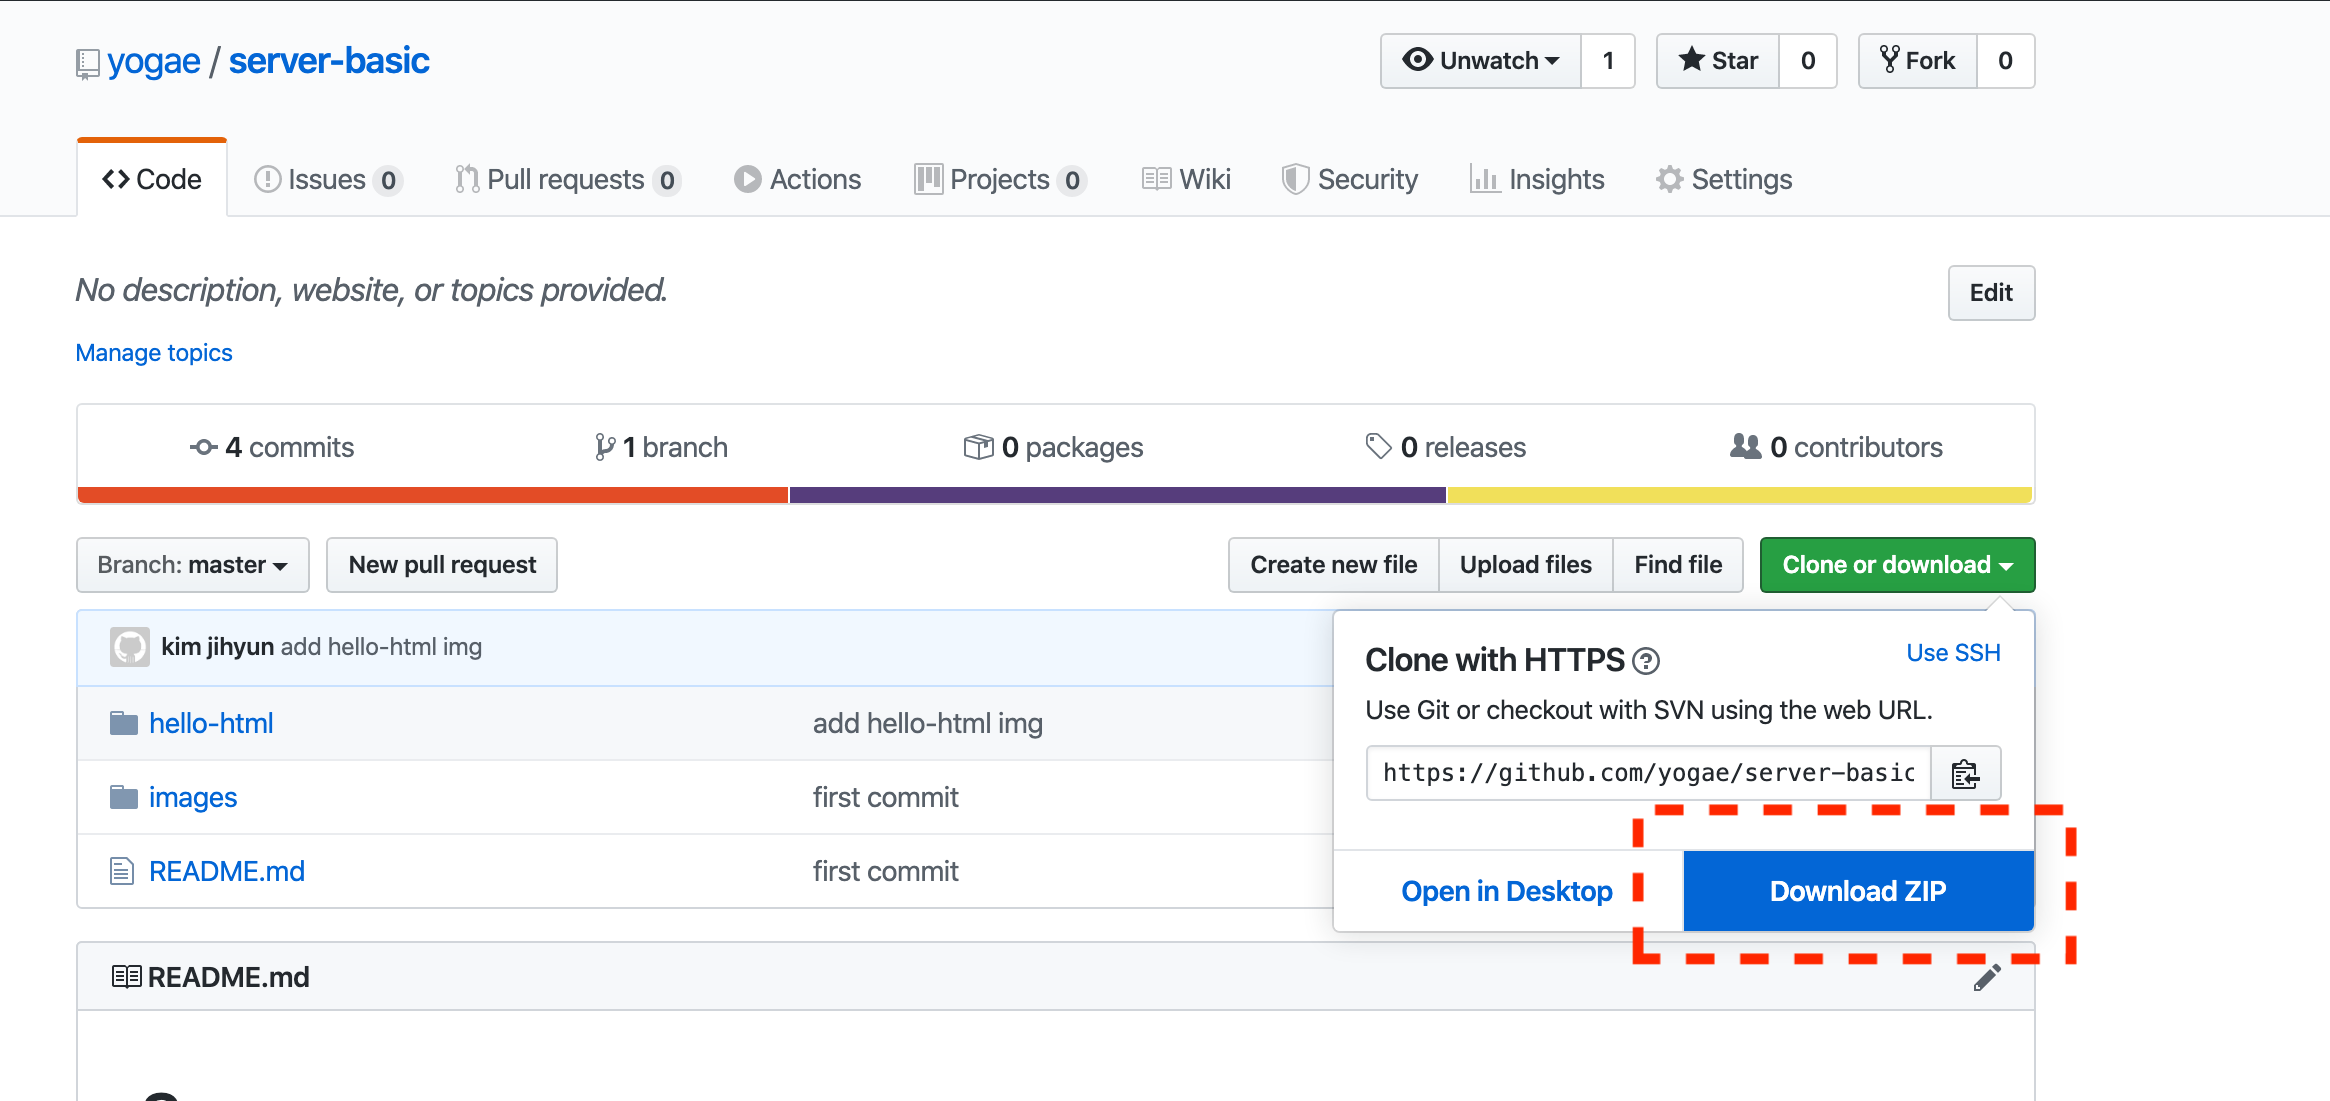 yogae / server-basic
Unwatch 1 Star 0 Fork 0
Code Issues 0 Pull requests 0 Actions Projects 0 Wiki Security Insights Settings
No description, website, or topics provided.
Edit
Manage topics
4 commits 1 branch 0 packages 0 releases 0 contributors
Branch: master New pull request Create new file Upload files Find file Clone or download
kim jihyun add hello-html img
hello-html add hello-html img
images first commit
README.md first commit
Clone with HTTPS ? Use SSH
Use Git or checkout with SVN using the web URL.
https://github.com/yogae/server-basic
Open in Desktop Download ZIP
README.md